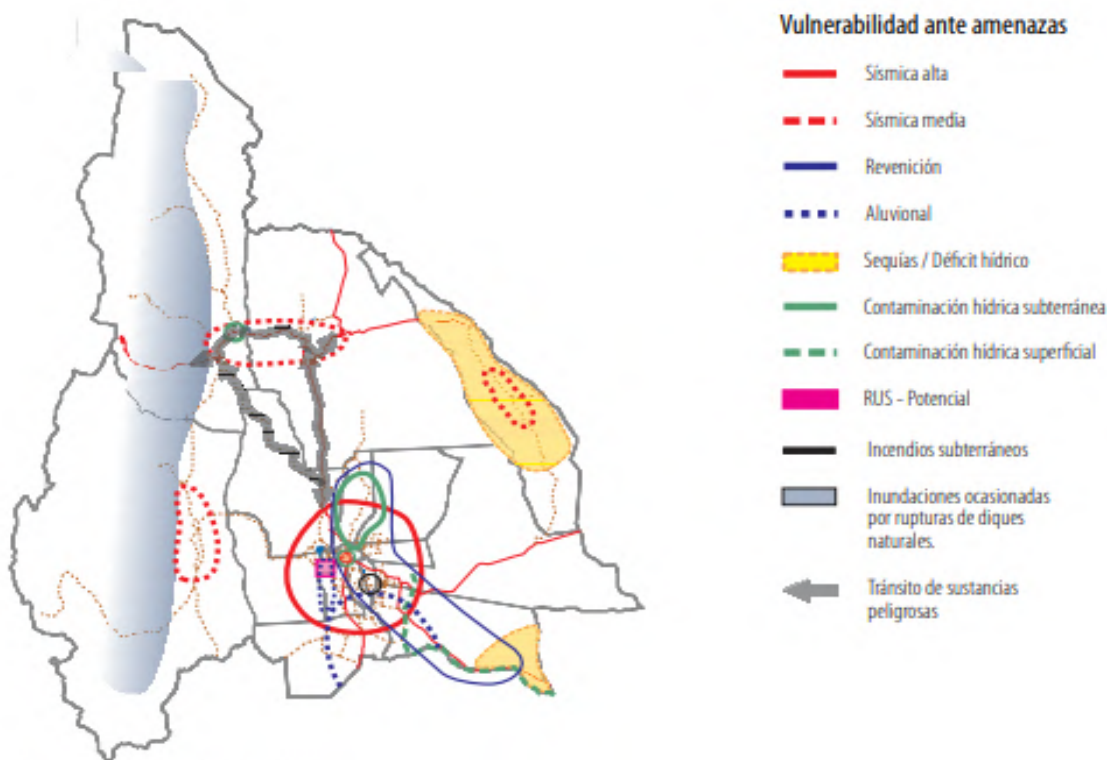 Vulnerabilidad ante amenazas
Sísmica alta
Sísmica media
Revenición
Aluvional
Sequías / Déficit hídrico
Contaminación hídrica subterránea
Contaminación hídrica superficial
RUS - Potencial
Incendios subterráneos
Inundaciones ocasionadas
por rupturas de diques
naturales.
Tránsito de sustancias
peligrosas